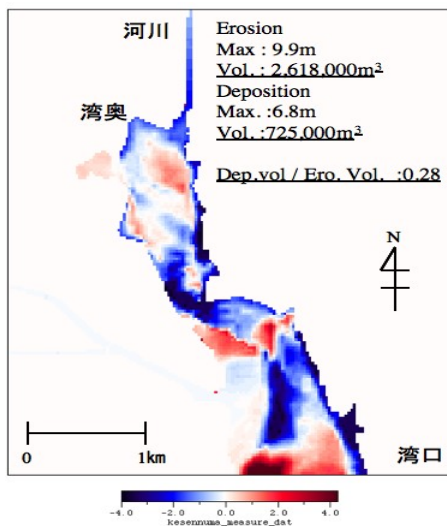 河川
Erosion
Max : 9.9m
Vol. : 2,618,000m³
Deposition
Max. :6.8m
Vol. :725,000m³
湾奥
Dep.vol / Ero. Vol. :0.28
N
0
1km
湾口
-4.0
-2.0
0.0
2.0
4.0
kesennuma_measure_dat